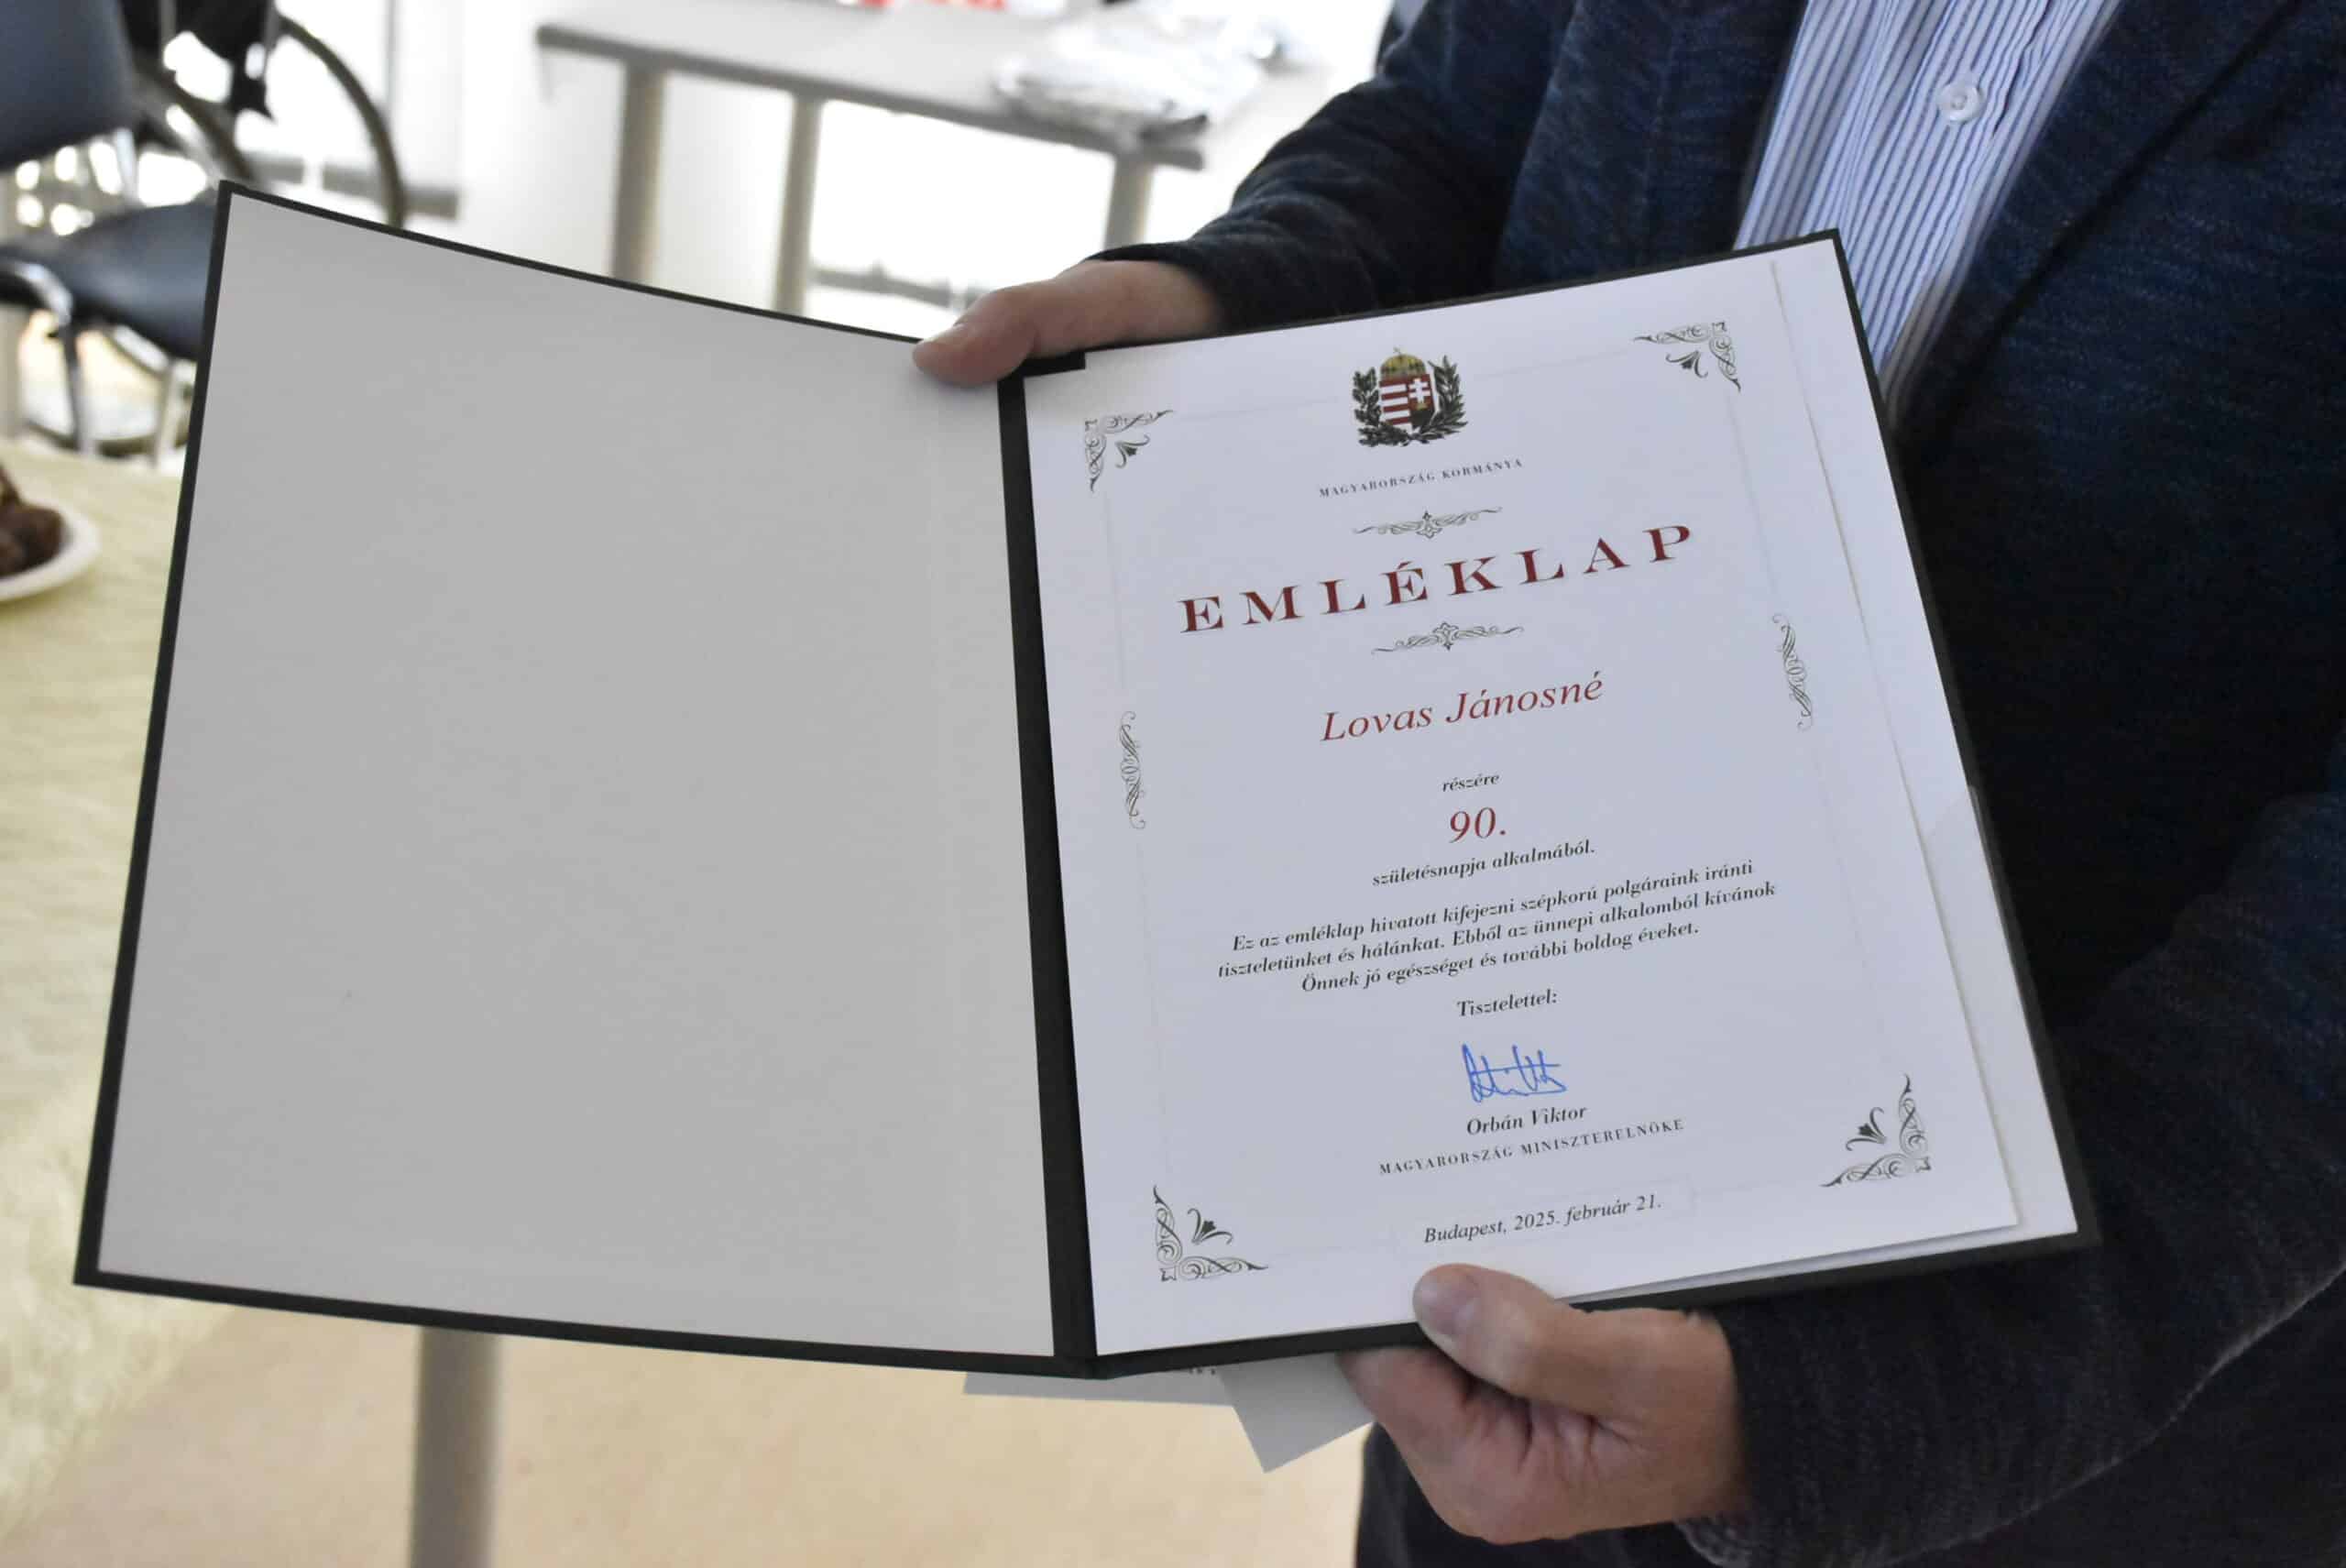 MAGYARORSZÁG KORMÁNYA
EMLÉKLAP
Lovas Jánosné
részére
90.
születésnapja alkalmából.
Ez az emléklap hivatott kifejezni szépkorú polgáraink iránti
tiszteletünket és hálánkat. Ebből az ünnepi alkalomból kívánok
Önnek jó egészséget és további boldog éveket.
Tisztelettel:
Orbán Viktor
MAGYARORSZÁG MINISZTERELNÖKE
Budapest, 2025. február 21.